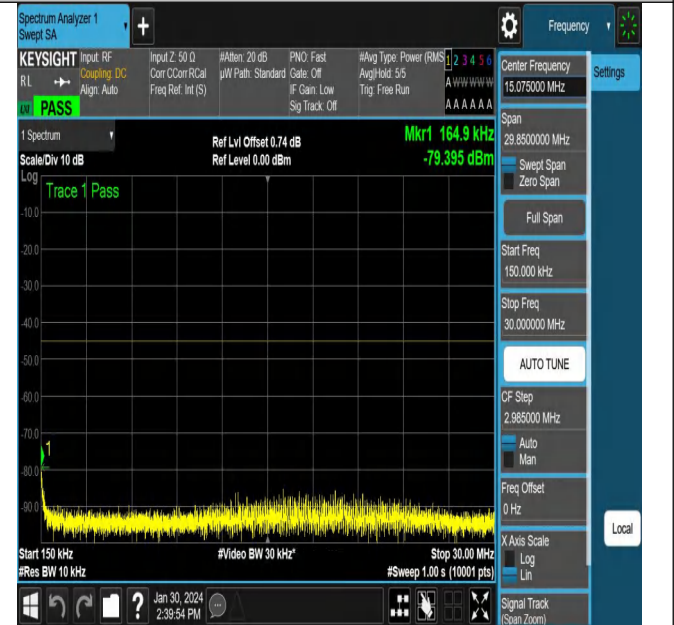 Spectrum Analyzer 1
Swept SA
+
Frequency
KEYSIGHT
RL
PASS
Input: RF
Coupling: DC
Align: Auto
Input Z: 50 Ω
Corr CCorr RCal
Freq Ref: Int (S)
#Atten: 20 dB
µW Path: Standard
PNO: Fast
Gate: Off
IF Gain: Low
Sig Track: Off
#Avg Type: Power (RMS
Avg|Hold: 5/5
Trig: Free Run
1 2 3 4 5 6
A W W W W W
A A A A A A
1 Spectrum
Scale/Div 10 dB
Ref Lvl Offset 0.74 dB
Ref Level 0.00 dBm
Mkr1 164.9 kHz
-79.395 dBm
Log
Trace 1 Pass
-10.0
-20.0
-30.0
-40.0
-50.0
-70.0
-80.0
-90.0
1
Start 150 kHz
#Res BW 10 kHz
#Video BW 30 kHz*
Stop 30.00 MHz
#Sweep 1.00 s (10001 pts)
Center Frequency
15.075000 MHz
Settings
Span
29.8500000 MHz
Swept Span
Zero Span
Full Span
Start Freq
150.000 kHz
Stop Freq
30.000000 MHz
AUTO TUNE
CF Step
2.985000 MHz
Auto
Man
Freq Offset
0 Hz
X Axis Scale
Log
Lin
Local
Signal Track
(Span Zoom)
?
Jan 30, 2024
2:39:54 PM